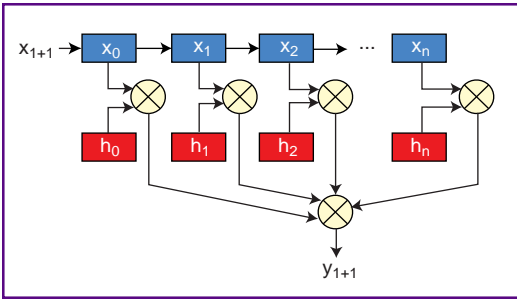 x₁₊₁ x₀ x₁ x₂ ... xₙ
h₀ h₁ h₂ hₙ
y₁₊₁